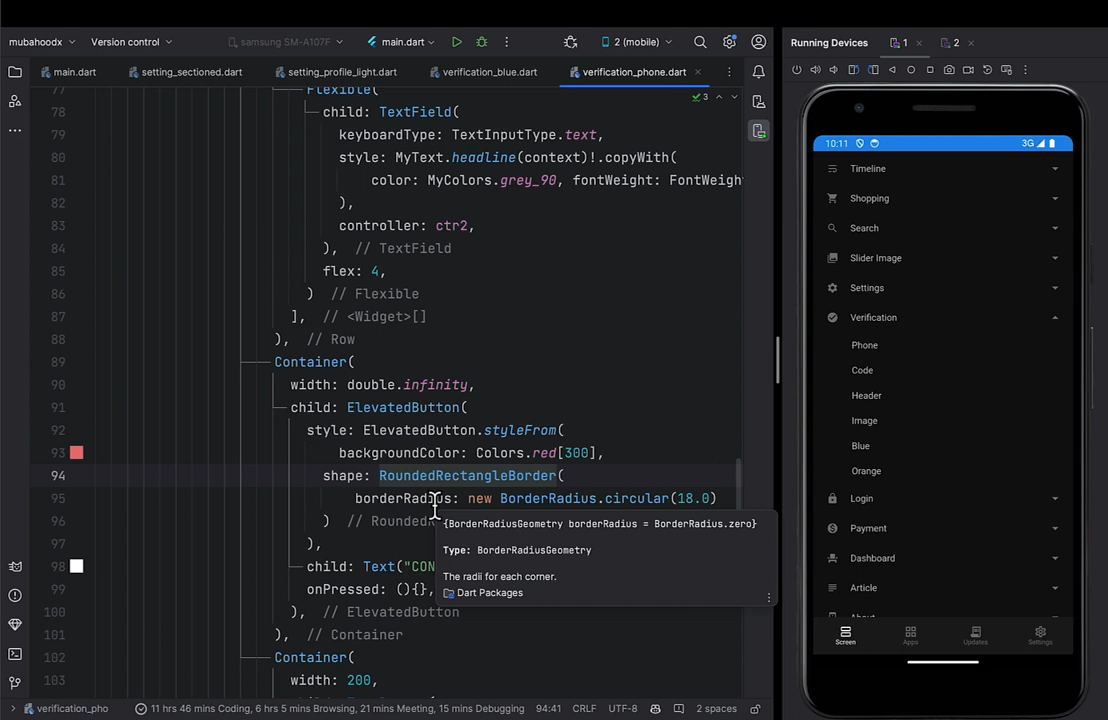 mubahoodx
Version control
samsung SM-A107F
main.dart
2 (mobile)
Running Devices
1
2
main.dart
setting_sectioned.dart
setting_profile_light.dart
verification_blue.dart
verification_phone.dart
3
77 Flexible(
78 child: TextField(
79 keyboardType: TextInputType.text,
80 style: MyText.headline(context)!.copyWith(
81 color: MyColors.grey_90, fontWeight: FontWeigh
82 ),
83 controller: ctr2,
84 ), // TextField
85 flex: 4,
86 ) // Flexible
87 ], // <Widget>[]
88 ), // Row
89 Container(
90 width: double.infinity,
91 child: ElevatedButton(
92 style: ElevatedButton.styleFrom(
93 backgroundColor: Colors.red[300],
94 shape: RoundedRectangleBorder(
95 borderRadius: new BorderRadius.circular(18.0)
96 ) // Rounded
97 ),
98 child: Text("CON
99 onPressed: (){},
100 ), // ElevatedButton
101 ), // Container
102 Container(
103 width: 200,
{BorderRadiusGeometry borderRadius = BorderRadius.zero}
Type: BorderRadiusGeometry
The radii for each corner.
Dart Packages
verification_pho
11 hrs 46 mins Coding, 6 hrs 5 mins Browsing, 21 mins Meeting, 15 mins Debugging
94:41
CRLF
UTF-8
2 spaces
10:11
3G
Timeline
Shopping
Search
Slider Image
Settings
Verification
Phone
Code
Header
Image
Blue
Orange
Login
Payment
Dashboard
Article
About
Screen
Apps
Updates
Settings